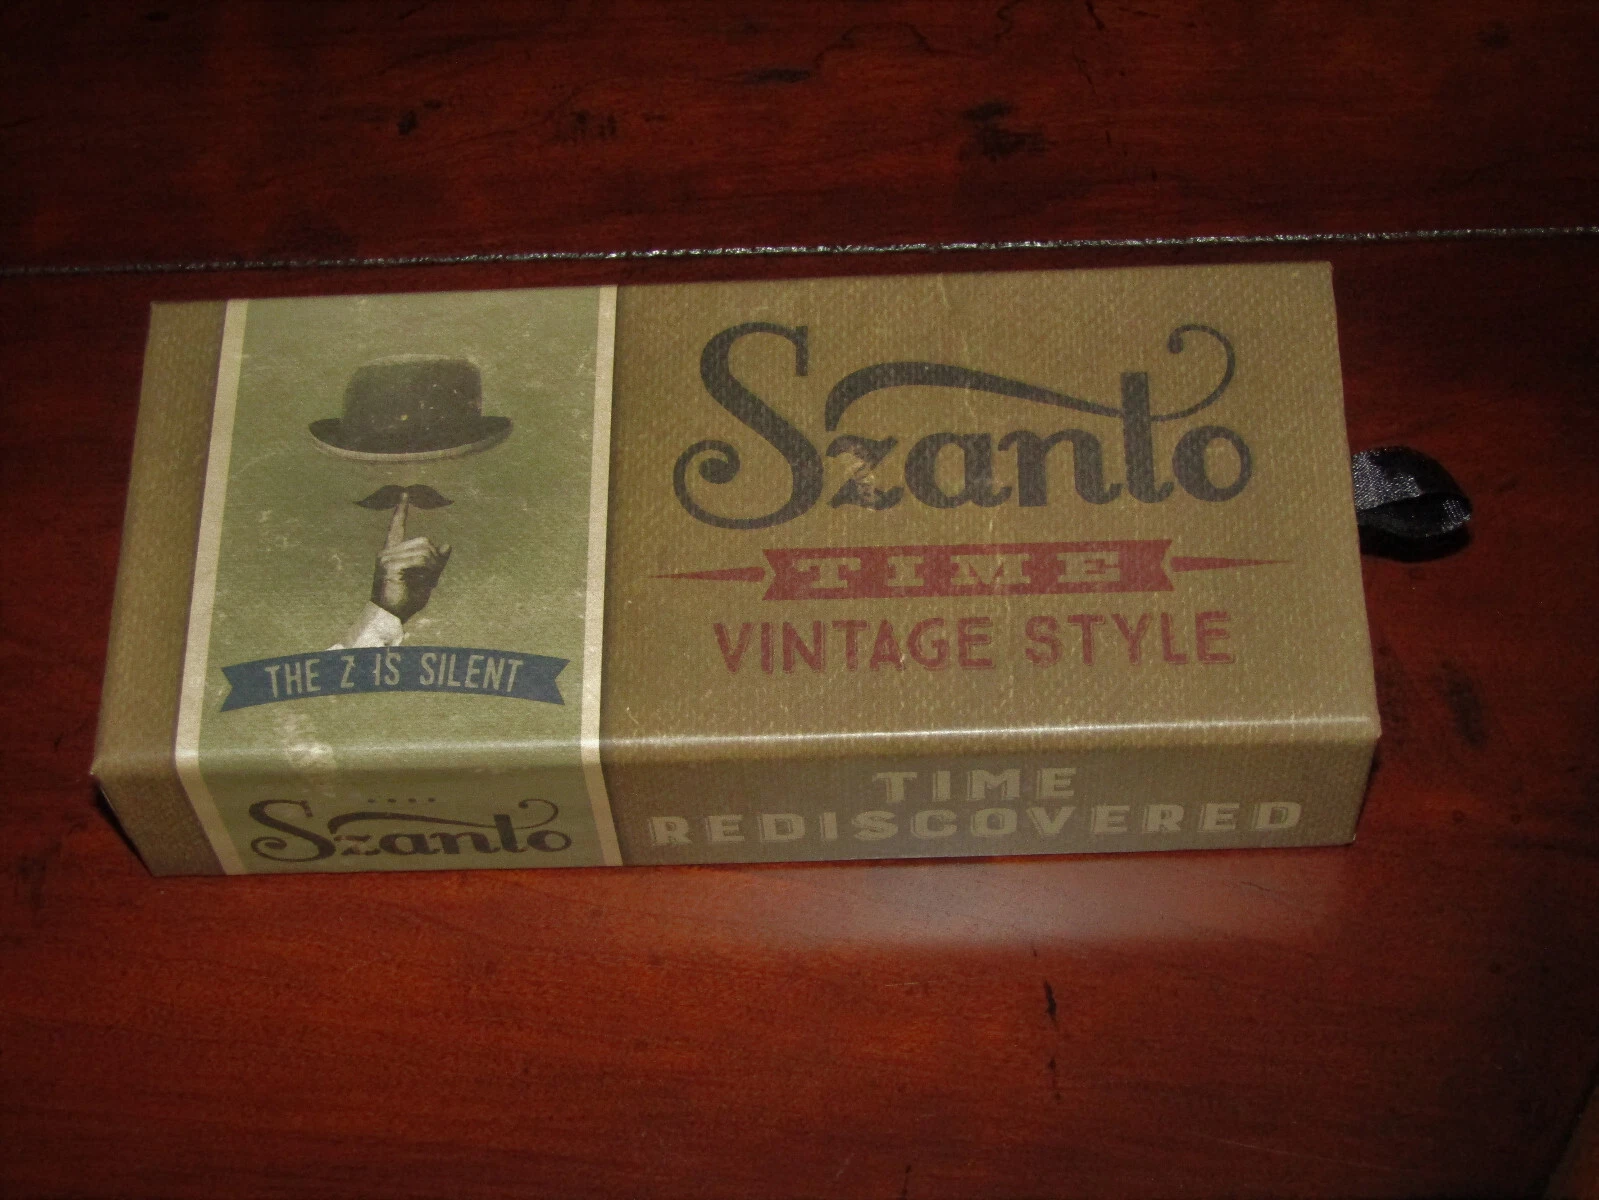 Szanto
TIME
VINTAGE STYLE
THE Z IS SILENT
Szanto
TIME
REDISCOVERED